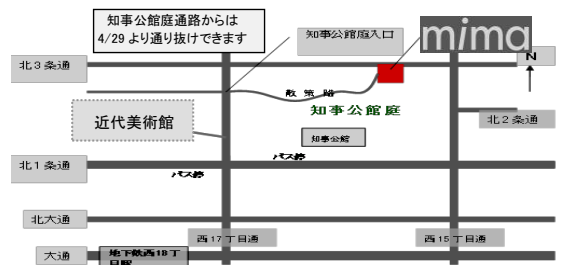 知事公館庭通路からは
4/29 より通り抜けできます
知事公館庭入口
mima
N
北3条通
散策路
知事公館庭
北2条通
近代美術館
知事公館
北1条通
バス停
バス停
北大通
西17丁目通
西15丁目通
大通
地下鉄西18丁
目駅